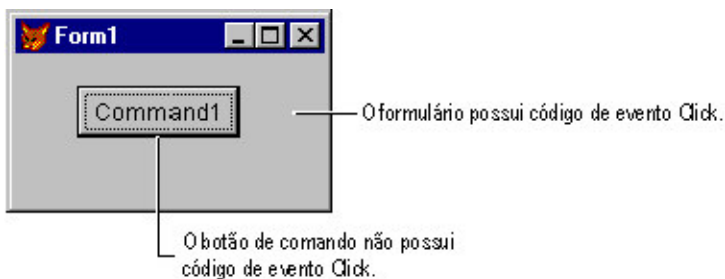 Form1
Command1
O formulário possui código de evento Click.
O botão de comando não possui
código de evento Click.